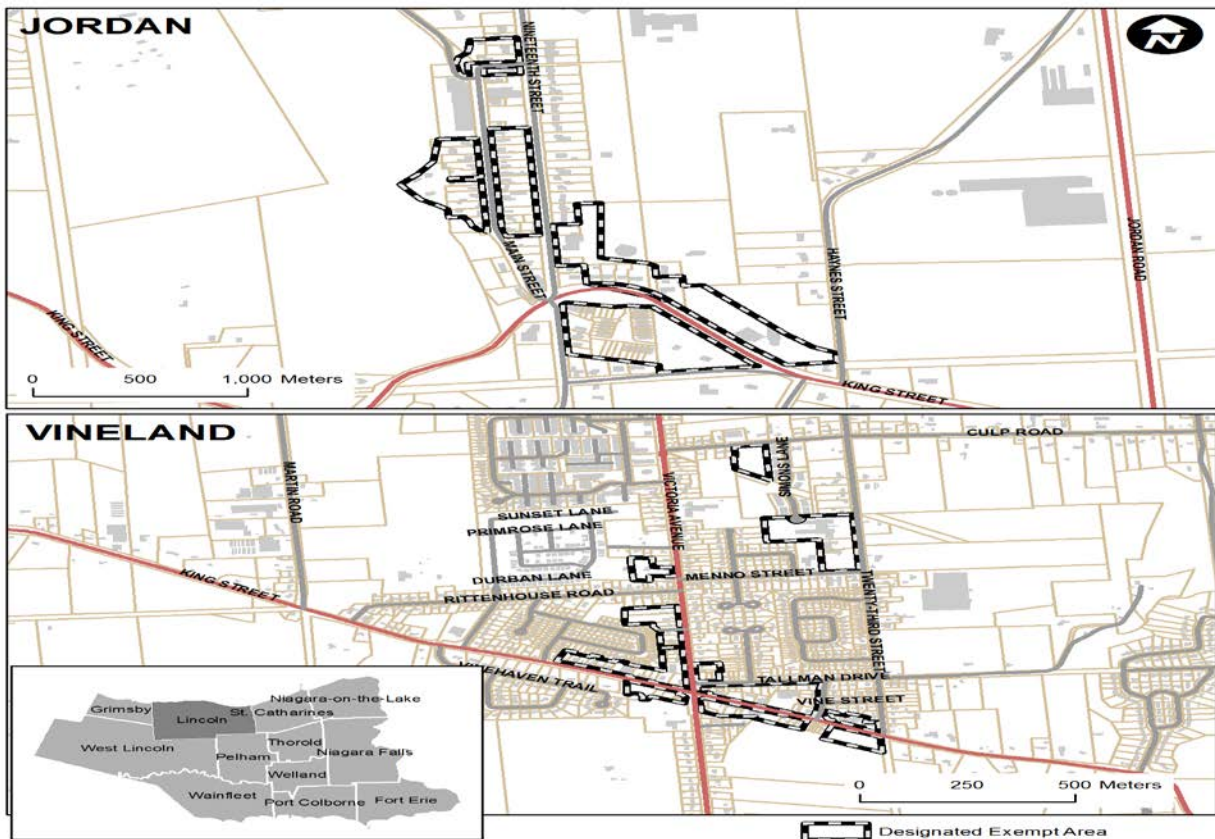 JORDAN
N
NINETEENTH STREET
MAIN STREET
HAYNES STREET
JORDAN ROAD
KING STREET
KING STREET
0 500 1,000 Meters
VINELAND
CULP ROAD
MARTIN ROAD
SIMONS LANE
VICTORIA AVENUE
SUNSET LANE
PRIMROSE LANE
DURBAN LANE
MENNO STREET
RITTENHOUSE ROAD
KING STREET
TWENTY-THIRD STREET
VINEHAVEN TRAIL
TALLMAN DRIVE
VINE STREET
Niagara-on-the-Lake
Grimsby
Lincoln
St. Catharines
West Lincoln
Thorold
Pelham
Niagara Falls
Welland
Wainfleet
Port Colborne
Fort Erie
0 250 500 Meters
Designated Exempt Area